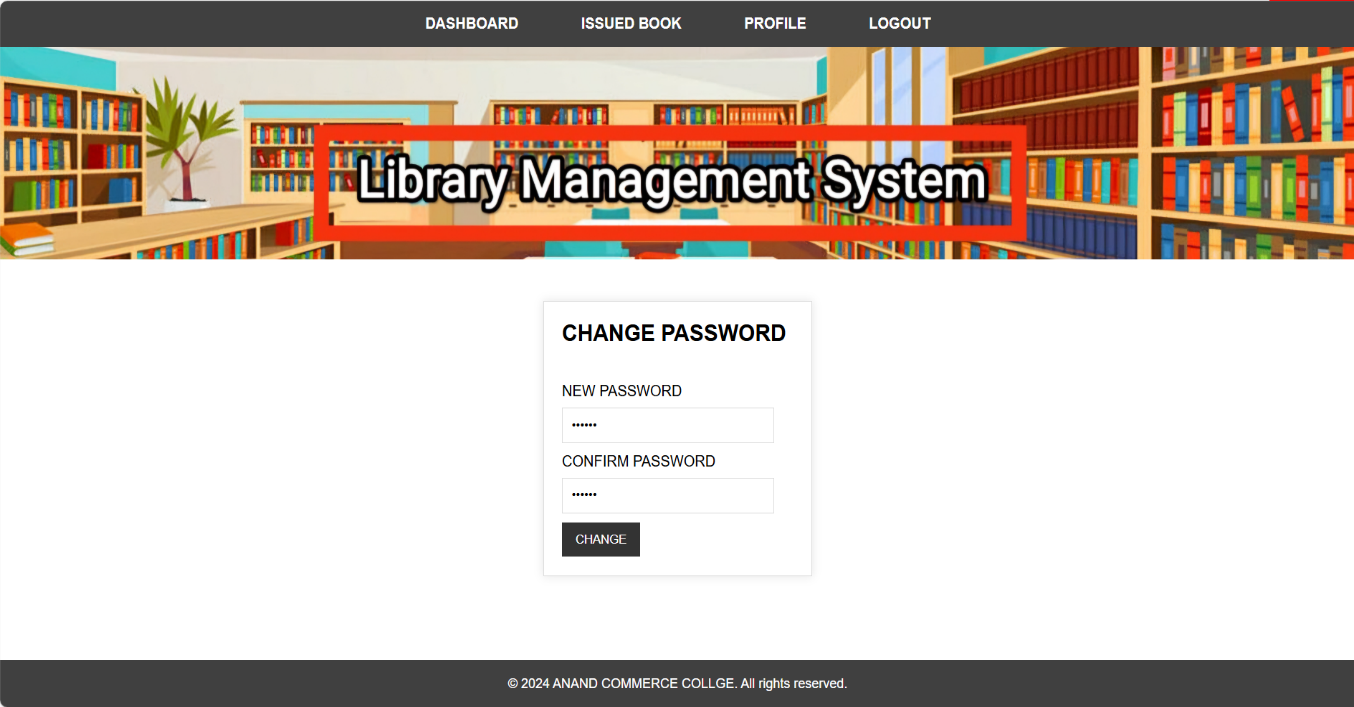 DASHBOARD ISSUED BOOK PROFILE LOGOUT
Library Management System
CHANGE PASSWORD
NEW PASSWORD
••••••
CONFIRM PASSWORD
••••••
CHANGE
© 2024 ANAND COMMERCE COLLGE. All rights reserved.